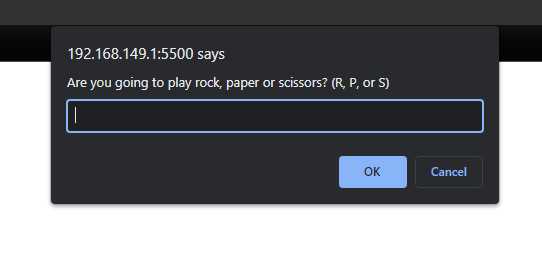 192.168.149.1:5500 says
Are you going to play rock, paper or scissors? (R, P, or S)
OK
Cancel